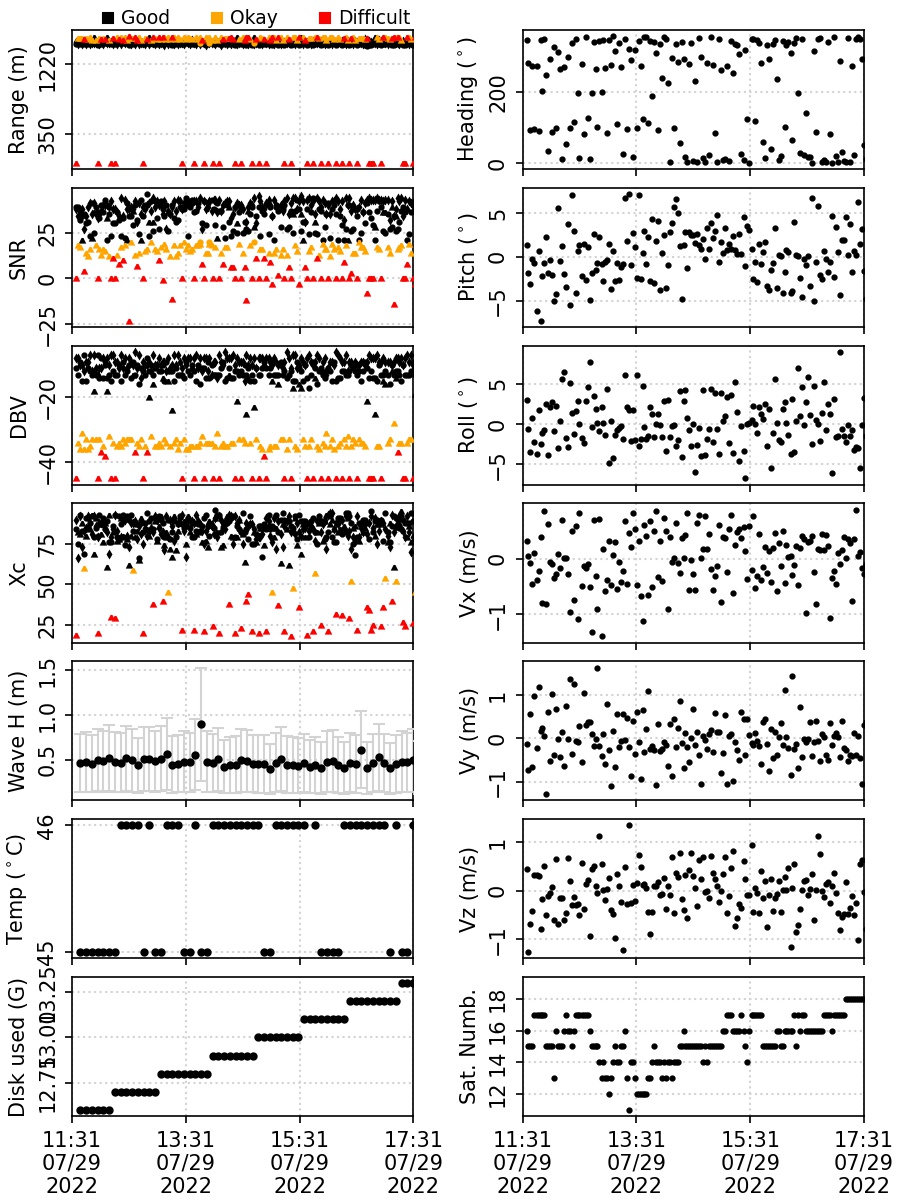 Good Okay Difficult
Range (m)
1220
350
Heading (°)
200
0
SNR
25
0
−25
Pitch (°)
5
0
−5
DBV
−20
−40
Roll (°)
5
0
−5
Xc
75
50
25
Vx (m/s)
0
−1
Wave H (m)
1.5
1.0
0.5
Vy (m/s)
1
0
−1
Temp (°C)
46
45
Vz (m/s)
1
0
−1
Disk used (G)
13.25
13.00
12.75
Sat. Numb.
18
16
14
12
11:31 13:31 15:31 17:31 11:31 13:31 15:31 17:31
07/29 07/29 07/29 07/29 07/29 07/29 07/29 07/29
2022 2022 2022 2022 2022 2022 2022 2022